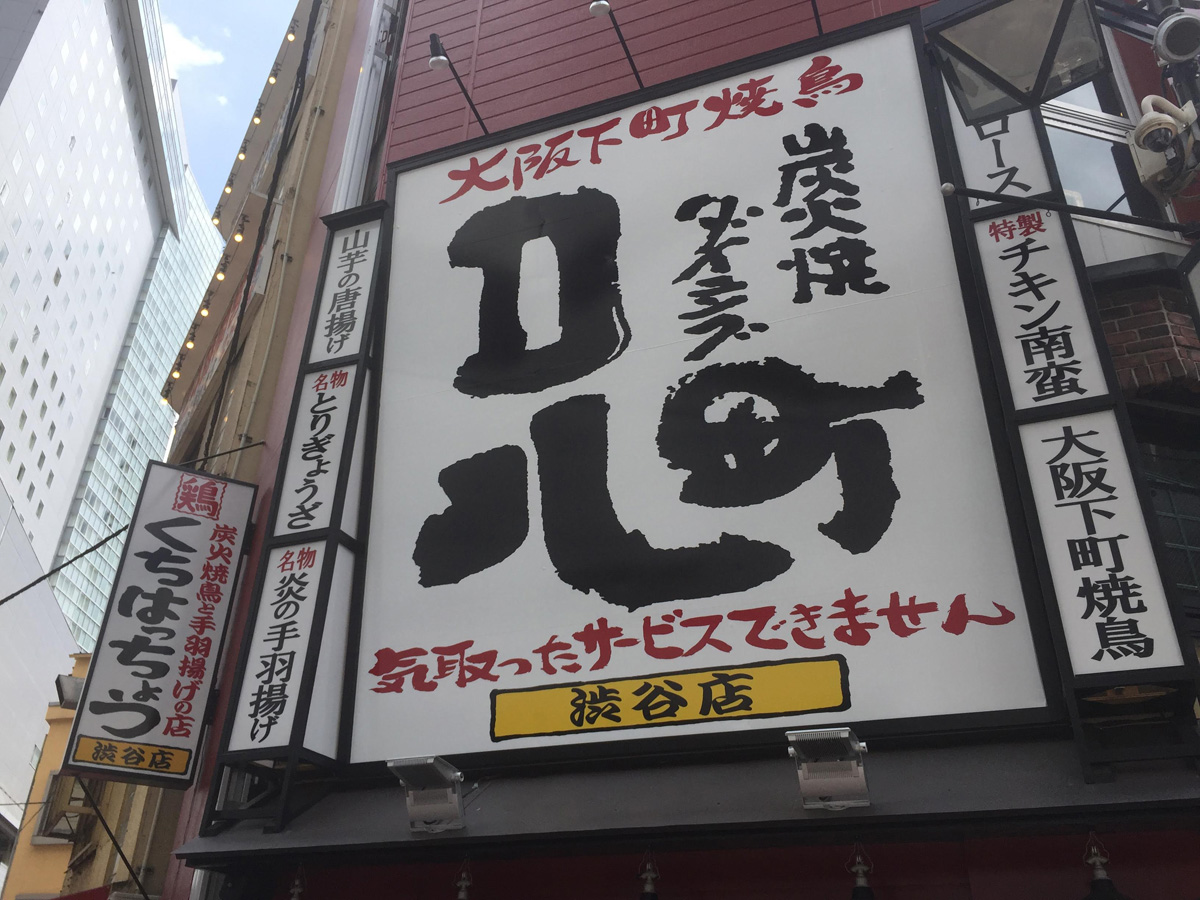 大阪下町焼鳥
炭火焼
ダイニング
口八町
気取ったサービスできません
渋谷店
山芋の唐揚げ
名物
とりぎょうざ
名物
炎の手羽揚げ
鶏
炭火焼鳥と手羽揚げの店
くちはっちょう
渋谷店
ロース
特製
チキン南蛮
大阪下町焼鳥